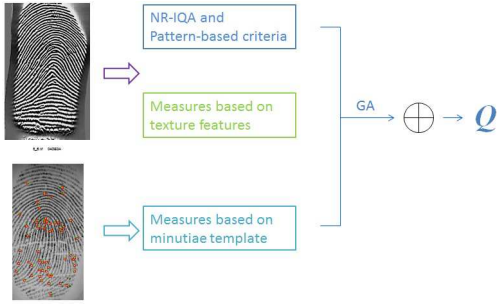 NR-IQA and
Pattern-based criteria
Measures based on
texture features
GA
Q
Measures based on
minutiae template